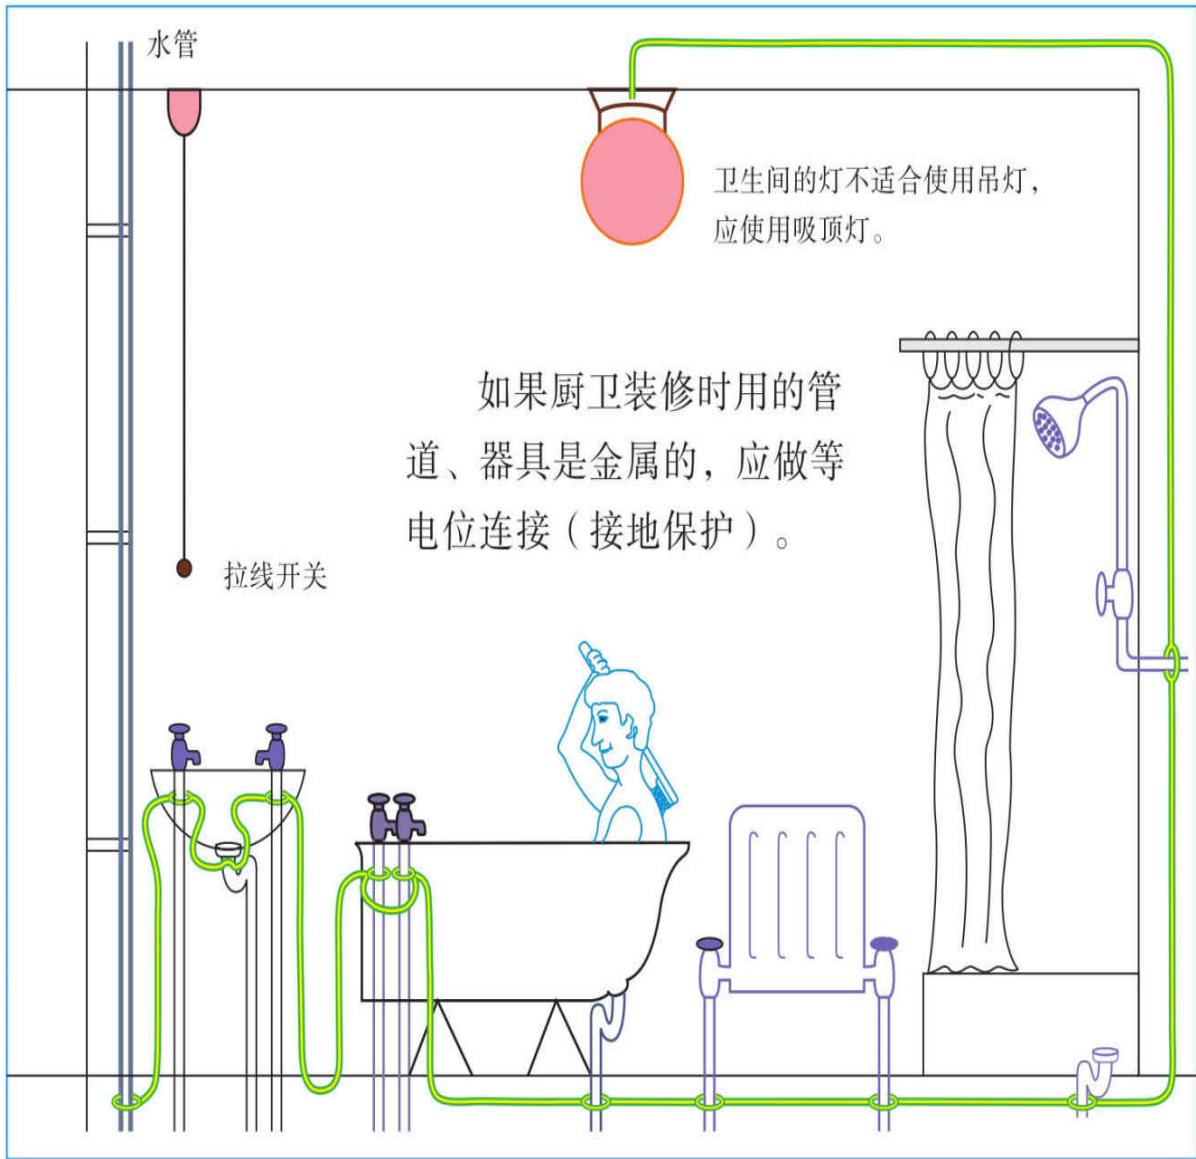 水管
卫生间的灯不适合使用吊灯，
应使用吸顶灯。
如果厨卫装修时用的管
道、器具是金属的，应做等
电位连接（接地保护）。
拉线开关